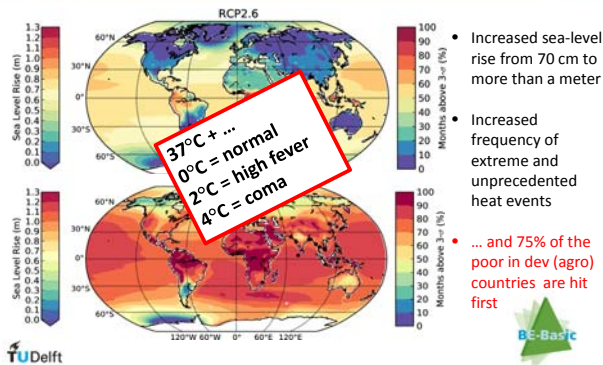 RCP2.6
1.3
1.2
1.1
1.0
0.9
0.8
0.7
0.6
0.5
0.4
0.3
0.2
0.1
0.0
Sea Level Rise (m)
60°N
30°N
0°
30°S
60°S
100
90
80
70
60
50
40
30
20
10
0
Months above 3-σ (%)
37°C + ...
0°C = normal
2°C = high fever
4°C = coma
1.3
1.2
1.1
1.0
0.9
0.8
0.7
0.6
0.5
0.4
0.3
0.2
0.1
0.0
Sea Level Rise (m)
60°N
30°N
0°
30°S
60°S
120°W 60°W 0° 60°E 120°E
100
90
80
70
60
50
40
30
20
10
0
Months above 3-σ (%)
• Increased sea-level
rise from 70 cm to
more than a meter
• Increased
frequency of
extreme and
unprecedented
heat events
• ... and 75% of the
poor in dev (agro)
countries are hit
first
TUDelft
BE-Basic